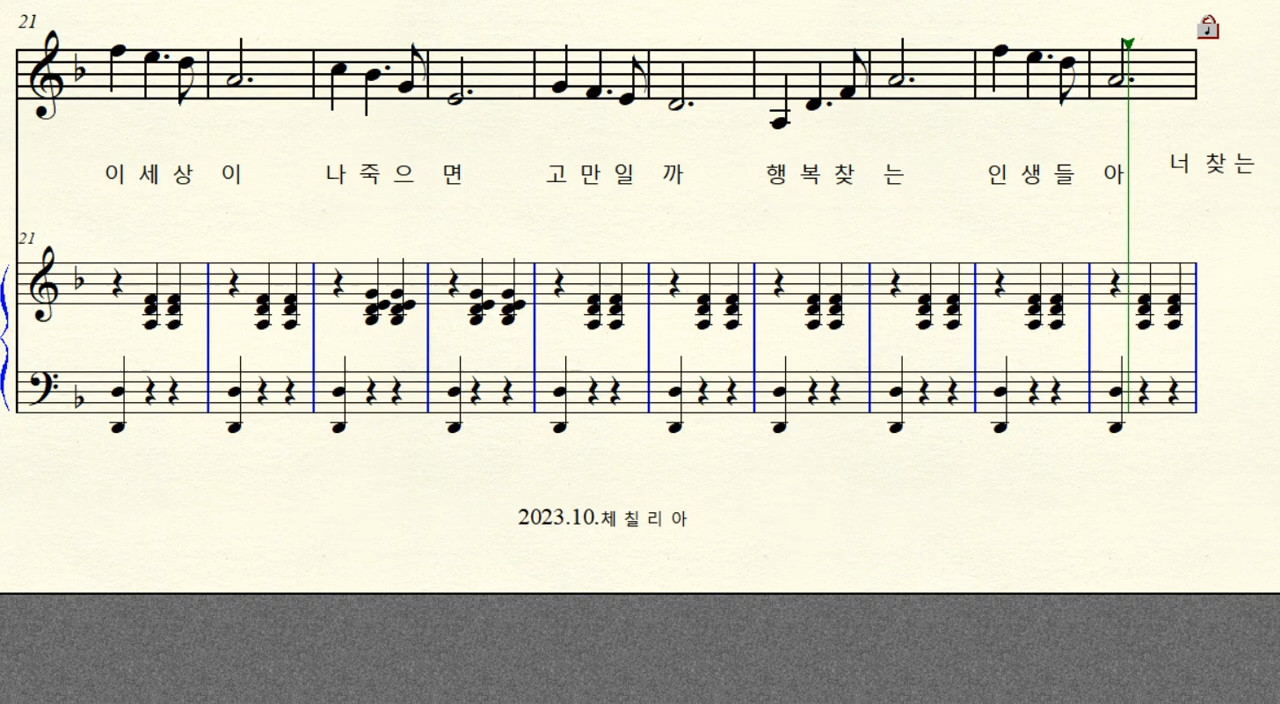 21
이 세 상 이 나 죽 으 면 고 만 일 까 행 복 찾 는 인 생 들 아 너 찾 는
21
2023.10.체 칠 리 아